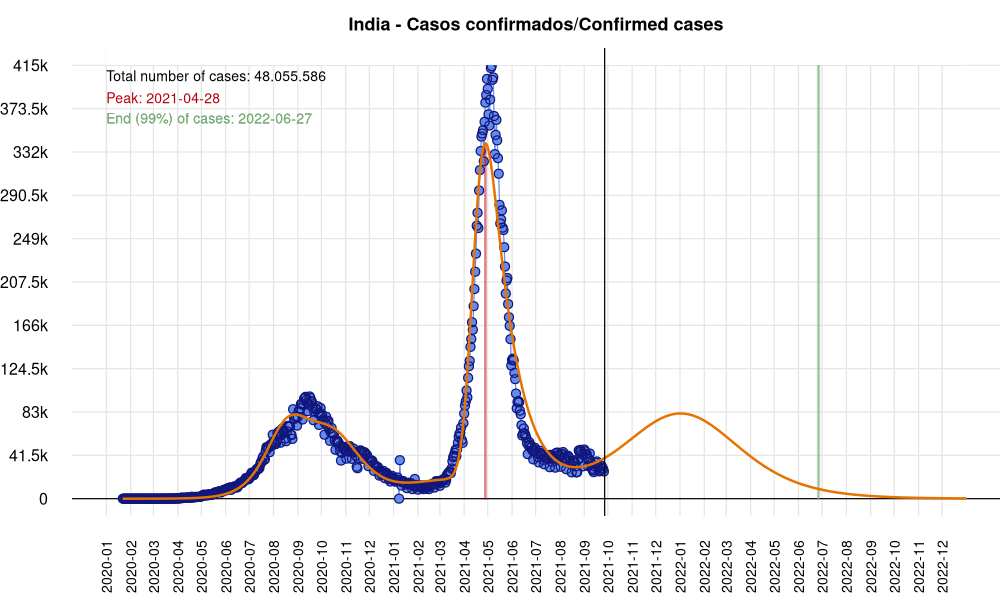 India - Casos confirmados/Confirmed cases
415k
Total number of cases: 48.055.586
Peak: 2021-04-28
373.5k
End (99%) of cases: 2022-06-27
332k
290.5k
249k
207.5k
166k
124.5k
83k
41.5k
0
2020-01
2020-02
2020-03
2020-04
2020-05
2020-06
2020-07
2020-08
2020-09
2020-10
2020-11
2020-12
2021-01
2021-02
2021-03
2021-04
2021-05
2021-06
2021-07
2021-08
2021-09
2021-10
2021-11
2021-12
2022-01
2022-02
2022-03
2022-04
2022-05
2022-06
2022-07
2022-08
2022-09
2022-10
2022-11
2022-12